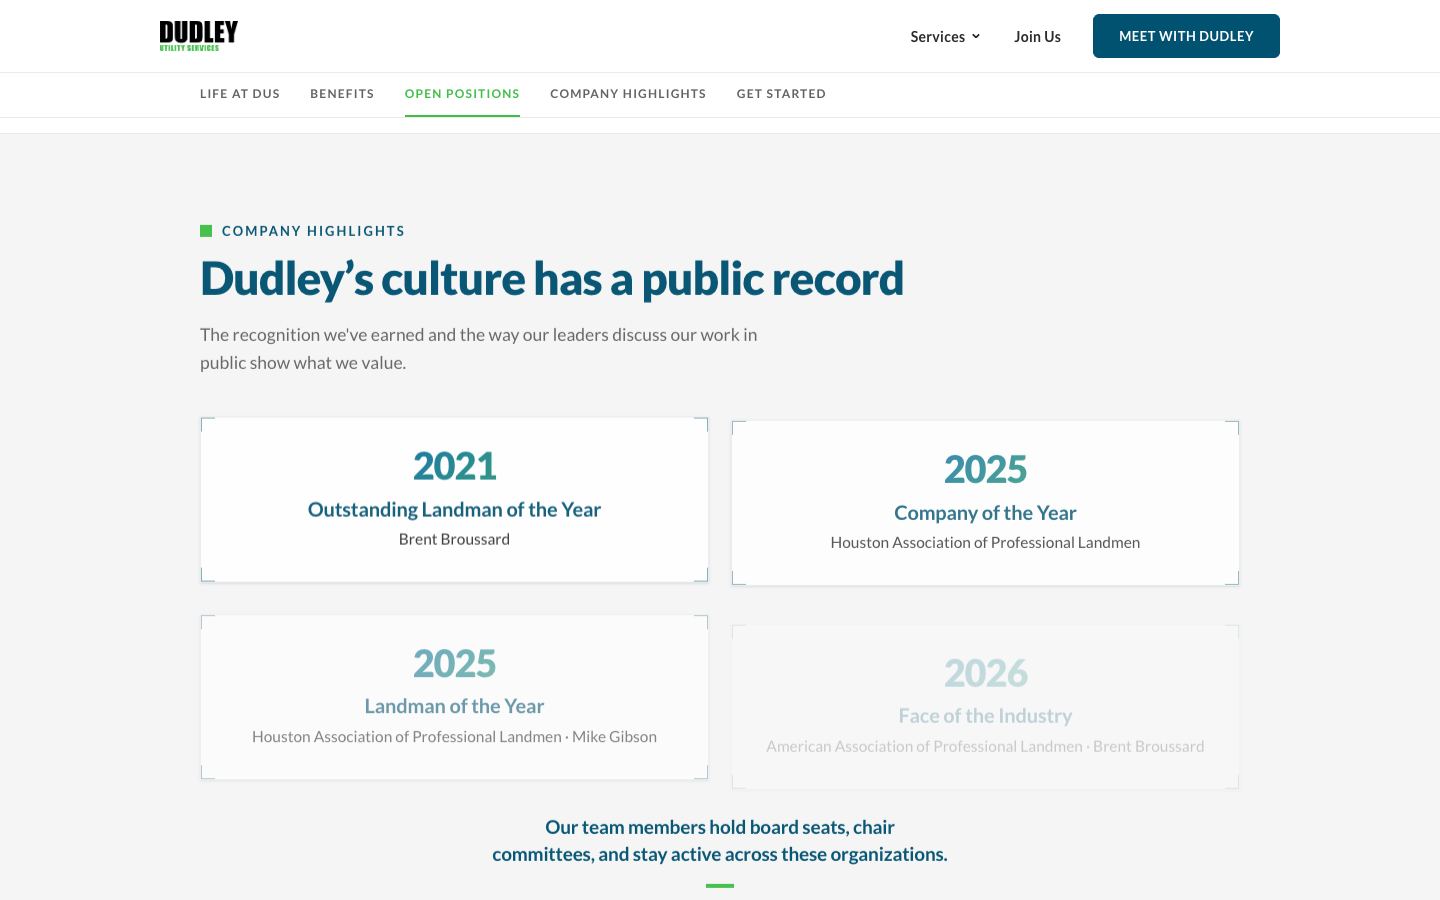 DUDLEY
UTILITY SERVICES
Services
Join Us
MEET WITH DUDLEY
LIFE AT DUS
BENEFITS
OPEN POSITIONS
COMPANY HIGHLIGHTS
GET STARTED
COMPANY HIGHLIGHTS
Dudley’s culture has a public record
The recognition we've earned and the way our leaders discuss our work in
public show what we value.
2021
Outstanding Landman of the Year
Brent Broussard
2025
Company of the Year
Houston Association of Professional Landmen
2025
Landman of the Year
Houston Association of Professional Landmen · Mike Gibson
2026
Face of the Industry
American Association of Professional Landmen · Brent Broussard
Our team members hold board seats, chair
committees, and stay active across these organizations.